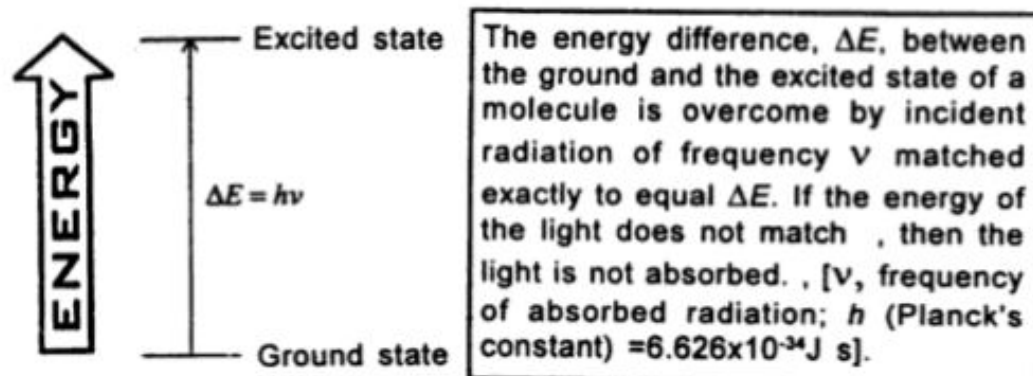 ENERGY
Excited state
ΔE = hν
Ground state
The energy difference, ΔE, between
the ground and the excited state of a
molecule is overcome by incident
radiation of frequency ν matched
exactly to equal ΔE. If the energy of
the light does not match , then the
light is not absorbed. , [ν, frequency
of absorbed radiation; h (Planck's
constant) =6.626x10⁻³⁴J s].